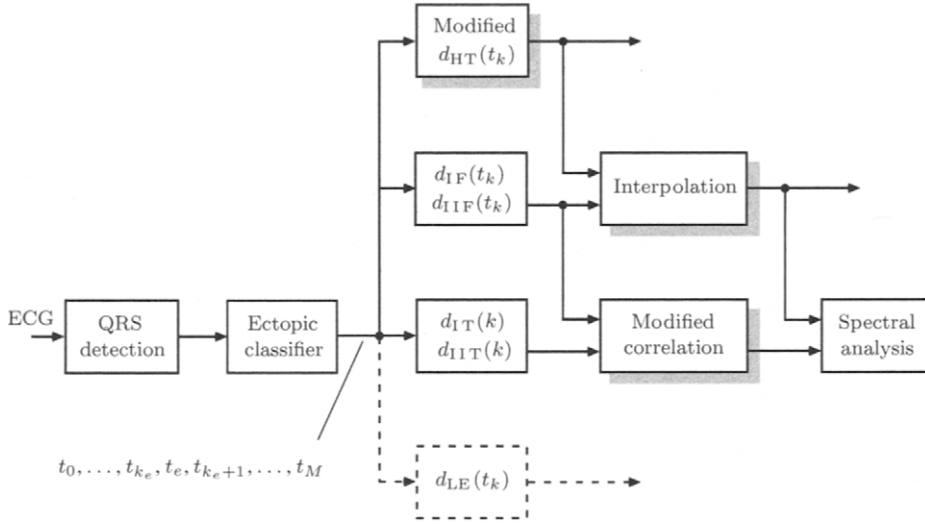 Modified
d_HT(t_k)
d_IF(t_k)
d_IIF(t_k)
Interpolation
ECG
QRS
detection
Ectopic
classifier
d_IT(k)
d_IIT(k)
Modified
correlation
Spectral
analysis
t_0, ..., t_{k_e}, t_e, t_{k_e+1}, ..., t_M
d_LE(t_k)